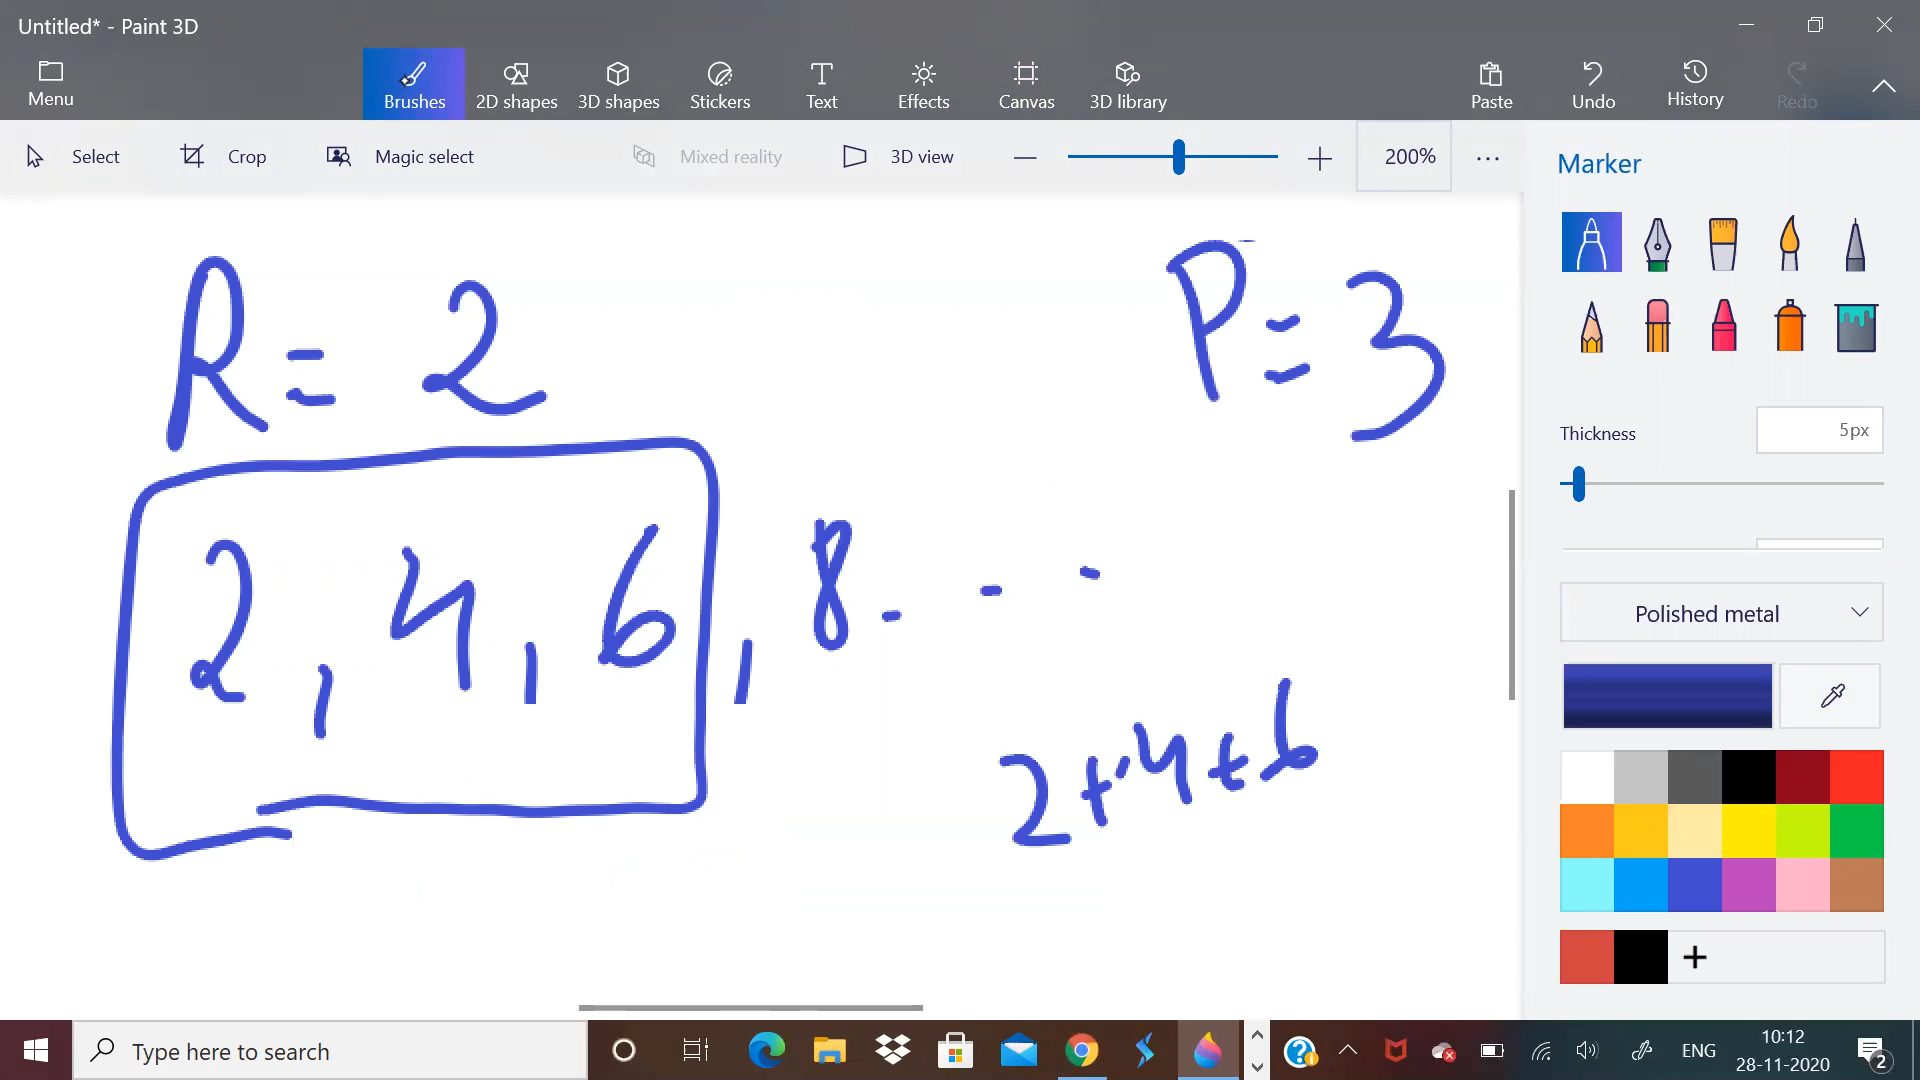 Untitled* - Paint 3D
Menu
Brushes
2D shapes
3D shapes
Stickers
Text
Effects
Canvas
3D library
Paste
Undo
History
Redo
Select
Crop
Magic select
Mixed reality
3D view
200%
Marker
R = 2
P = 3
Thickness
5px
2, 4, 6, 8 . . .
Polished metal
2+4+6
Type here to search
ENG
10:12
28-11-2020
2